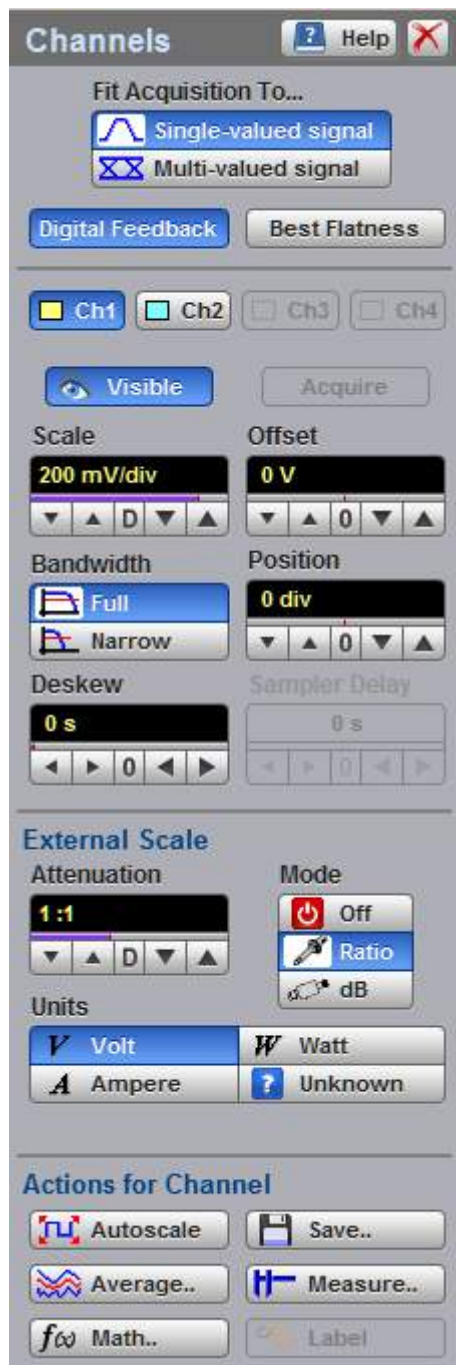 Channels ? Help
Fit Acquisition To...
Single-valued signal
Multi-valued signal
Digital Feedback Best Flatness
Ch1 Ch2 Ch3 Ch4
Visible Acquire
Scale Offset
200 mV/div 0 V
D 0
Bandwidth Position
Full 0 div
Narrow 0
Deskew Sampler Delay
0 s 0 s
0 0
External Scale
Attenuation Mode
1 :1 Off
D Ratio
dB
Units
V Volt W Watt
A Ampere ? Unknown
Actions for Channel
Autoscale Save..
Average.. Measure..
f(ω) Math.. Label